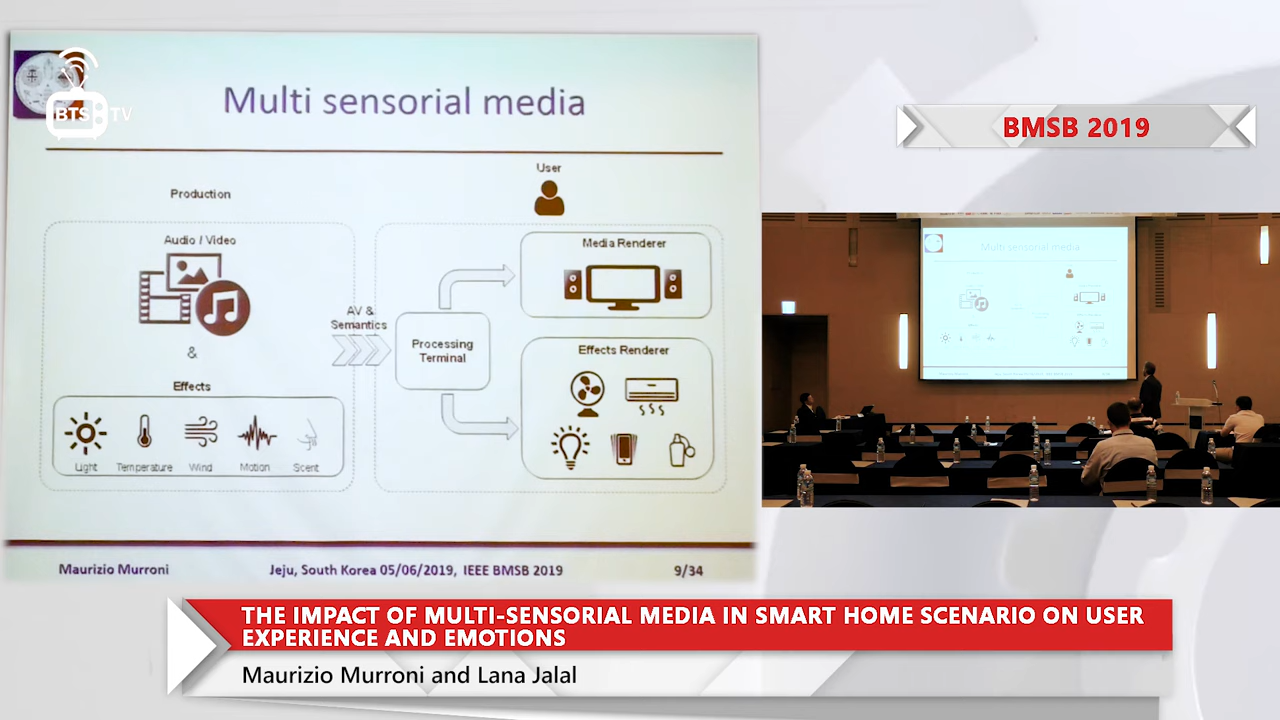 BTS TV
Multi sensorial media
Production
Audio / Video
&
Effects
Light
Temperature
Wind
Motion
Scent
AV &
Semantics
User
Processing
Terminal
Media Renderer
Effects Renderer
Maurizio Murroni
Jeju, South Korea 05/06/2019, IEEE BMSB 2019
9/34
BMSB 2019
Multi sensorial media
THE IMPACT OF MULTI-SENSORIAL MEDIA IN SMART HOME SCENARIO ON USER
EXPERIENCE AND EMOTIONS
Maurizio Murroni and Lana Jalal